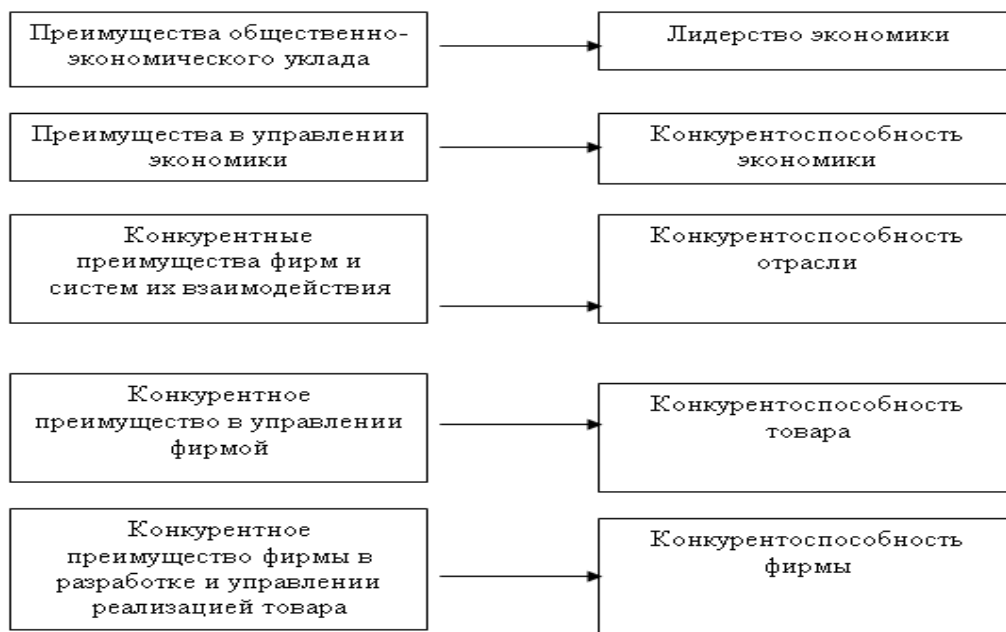 Преимущества общественно-
экономического уклада
Лидерство экономики
Преимущества в управлении
экономики
Конкурентоспособность
экономики
Конкурентные
преимущества фирм и
систем их взаимодействия
Конкурентоспособность
отрасли
Конкурентное
преимущество в управлении
фирмой
Конкурентоспособность
товара
Конкурентное
преимущество фирмы в
разработке и управлении
реализацией товара
Конкурентоспособность
фирмы